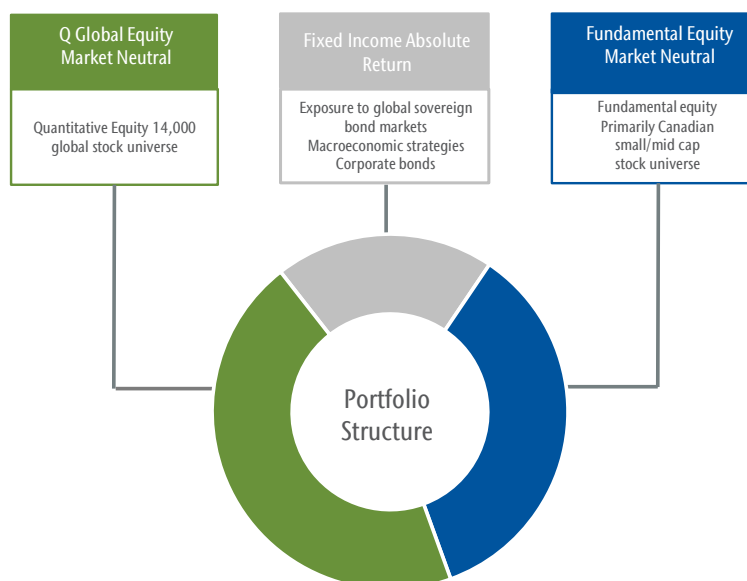 Q Global Equity
Market Neutral
Quantitative Equity 14,000
global stock universe
Fixed Income Absolute
Return
Exposure to global sovereign
bond markets
Macroeconomic strategies
Corporate bonds
Fundamental Equity
Market Neutral
Fundamental equity
Primarily Canadian
small/mid cap
stock universe
Portfolio
Structure